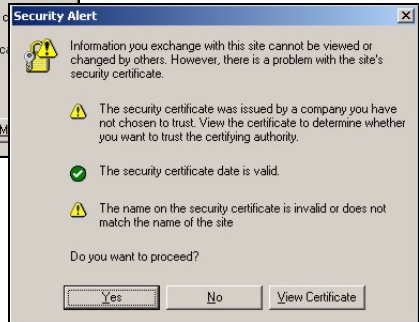 Security Alert
Information you exchange with this site cannot be viewed or
changed by others. However, there is a problem with the site's
security certificate.
The security certificate was issued by a company you have
not chosen to trust. View the certificate to determine whether
you want to trust the certifying authority.
The security certificate date is valid.
The name on the security certificate is invalid or does not
match the name of the site
Do you want to proceed?
Yes No View Certificate